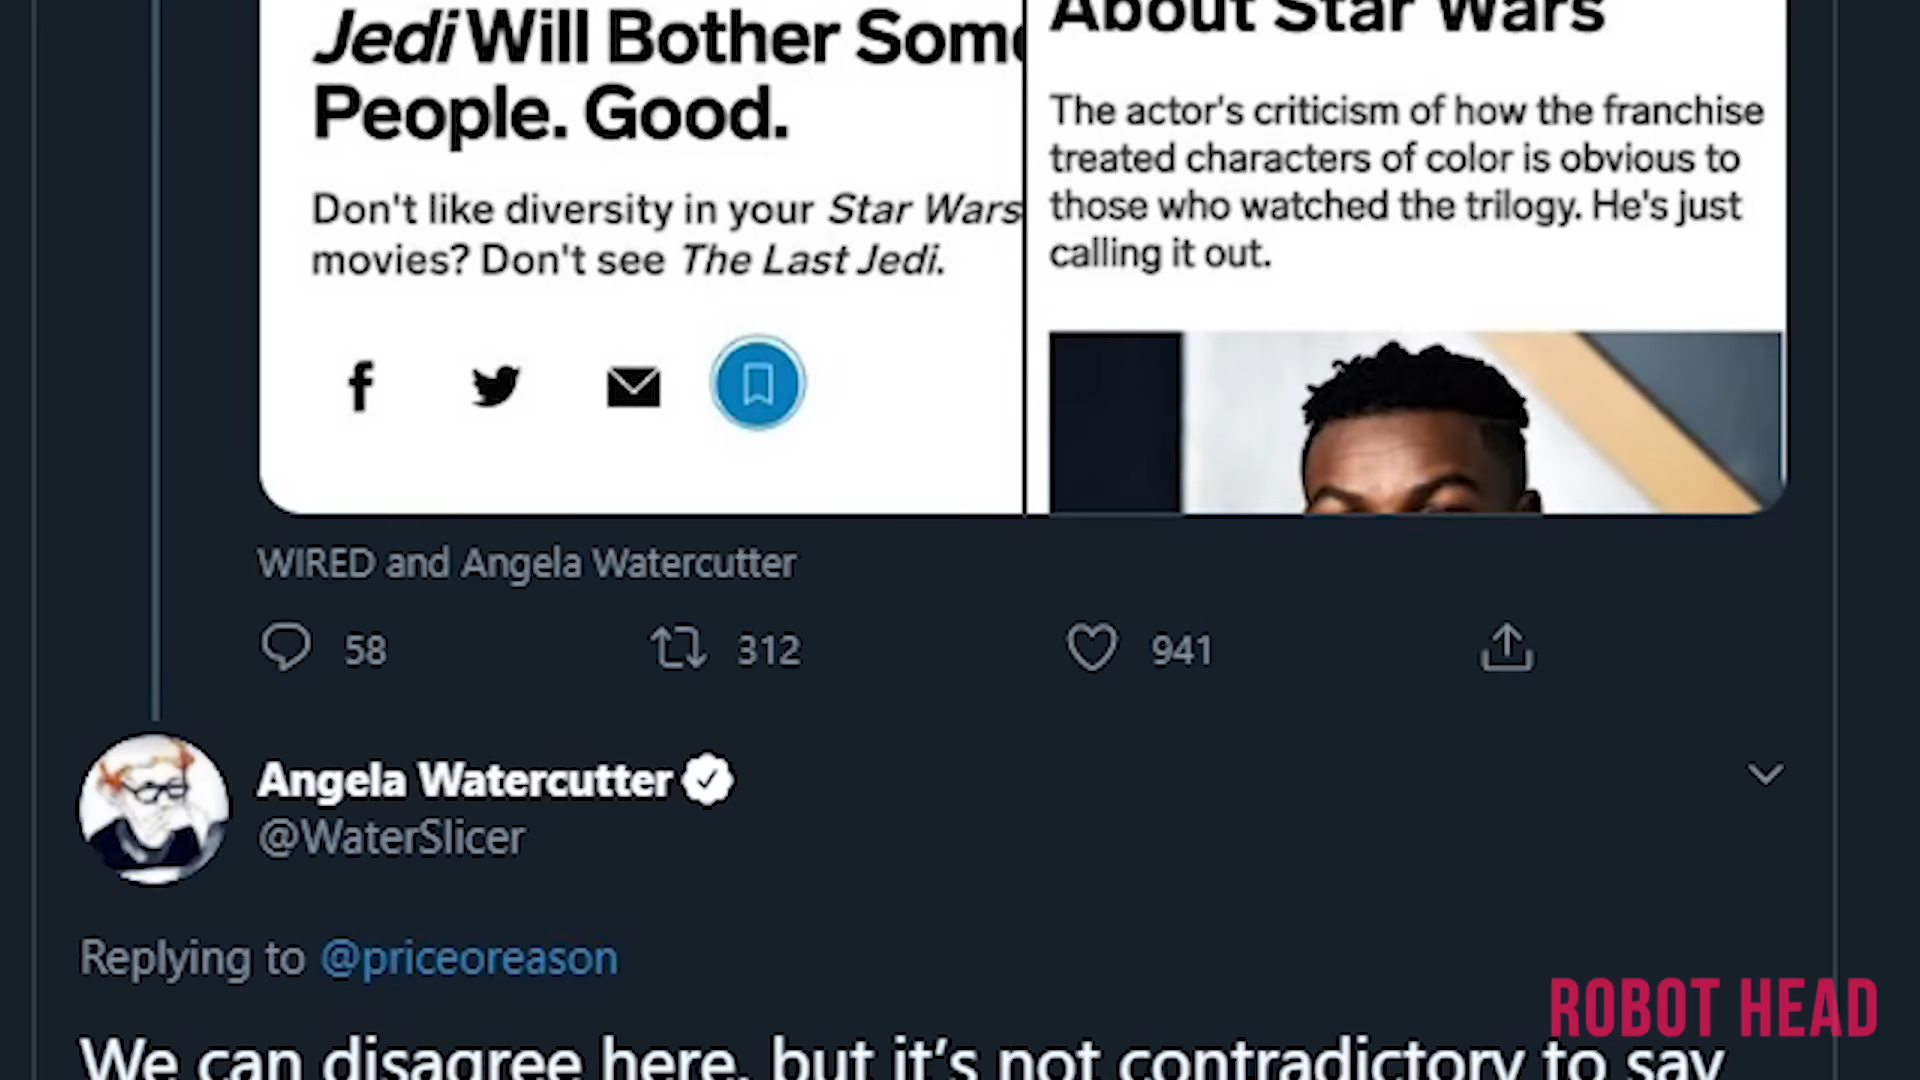 Jedi Will Bother Some
People. Good.
Don't like diversity in your Star Wars
movies? Don't see The Last Jedi.
About Star Wars
The actor's criticism of how the franchise
treated characters of color is obvious to
those who watched the trilogy. He's just
calling it out.
WIRED and Angela Watercutter
58 312 941
Angela Watercutter
@WaterSlicer
Replying to @priceoreason
We can disagree here, but it's not contradictory to say
ROBOT HEAD